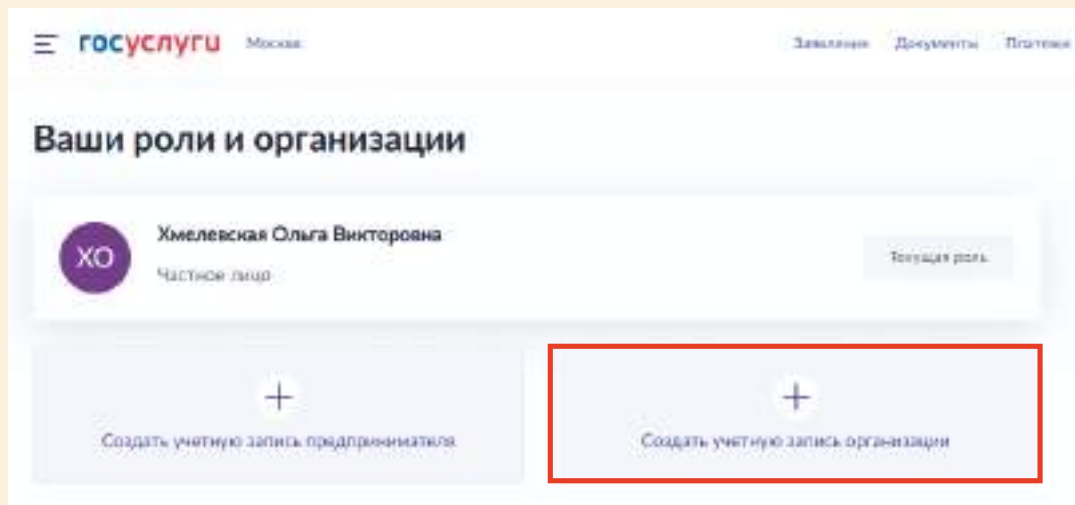 госуслуги Москва Заявления Документы Платежи
Ваши роли и организации
ХО
Хмелевская Ольга Викторовна
Частное лицо
Текущая роль
Создать учетную запись предпринимателя
Создать учетную запись организации